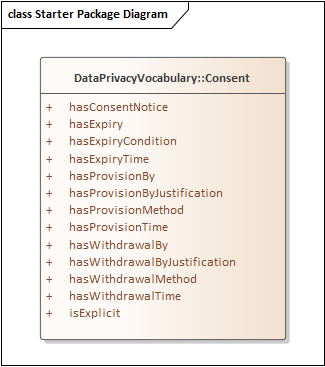 class Starter Package Diagram
DataPrivacyVocabulary::Consent
+ hasConsentNotice
+ hasExpiry
+ hasExpiryCondition
+ hasExpiryTime
+ hasProvisionBy
+ hasProvisionByJustification
+ hasProvisionMethod
+ hasProvisionTime
+ hasWithdrawalBy
+ hasWithdrawalByJustification
+ hasWithdrawalMethod
+ hasWithdrawalTime
+ isExplicit